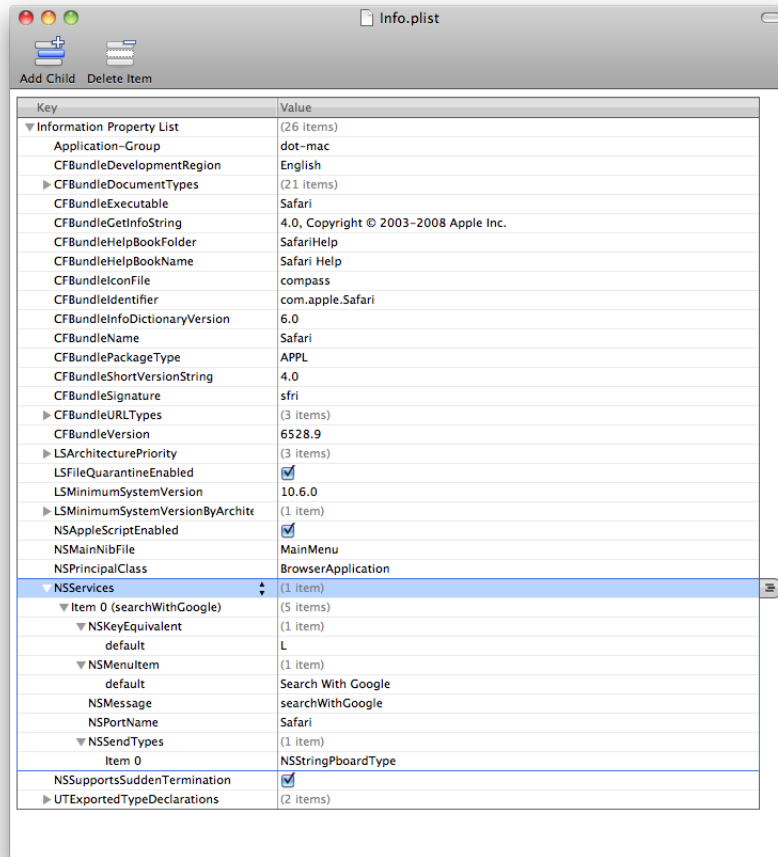 Info.plist
Add Child Delete Item
Key Value
Information Property List (26 items)
Application-Group dot-mac
CFBundleDevelopmentRegion English
CFBundleDocumentTypes (21 items)
CFBundleExecutable Safari
CFBundleGetInfoString 4.0, Copyright © 2003-2008 Apple Inc.
CFBundleHelpBookFolder SafariHelp
CFBundleHelpBookName Safari Help
CFBundleIconFile compass
CFBundleIdentifier com.apple.Safari
CFBundleInfoDictionaryVersion 6.0
CFBundleName Safari
CFBundlePackageType APPL
CFBundleShortVersionString 4.0
CFBundleSignature sfri
CFBundleURLTypes (3 items)
CFBundleVersion 6528.9
LSArchitecturePriority (3 items)
LSFileQuarantineEnabled
LSMinimumSystemVersion 10.6.0
LSMinimumSystemVersionByArchite (1 item)
NSAppleScriptEnabled
NSMainNibFile MainMenu
NSPrincipalClass BrowserApplication
NSServices (1 item)
Item 0 (searchWithGoogle) (5 items)
NSKeyEquivalent (1 item)
default L
NSMenuItem (1 item)
default Search With Google
NSMessage searchWithGoogle
NSPortName Safari
NSSendTypes (1 item)
Item 0 NSStringPboardType
NSSupportsSuddenTermination
UTExportedTypeDeclarations (2 items)